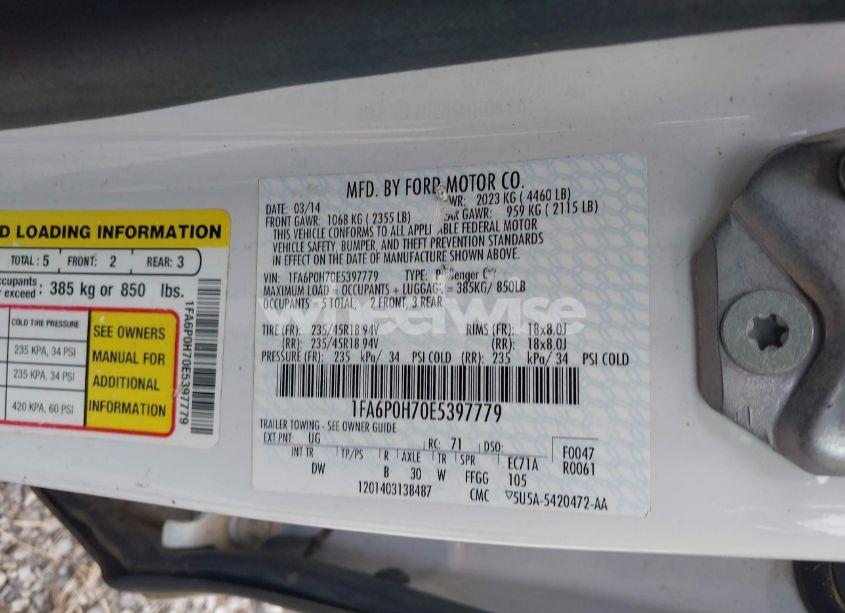 D LOADING INFORMATION
TOTAL : 5 FRONT: 2 REAR: 3
ccupants
r exceed : 385 kg or 850 lbs.
COLD TIRE PRESSURE
235 KPA, 34 PSI
235 KPA, 34 PSI
420 KPA, 60 PSI
SEE OWNERS
MANUAL FOR
ADDITIONAL
INFORMATION
1FA6P0H70E5397779
MFD. BY FORD MOTOR CO.
DATE: 03/14 WR: 2023 KG ( 4460 LB)
FRONT GAWR: 1068 KG ( 2355 LB) GAWR: 959 KG ( 2115 LB)
THIS VEHICLE CONFORMS TO ALL APPLICABLE FEDERAL MOTOR
VEHICLE SAFETY, BUMPER, AND THEFT PREVENTION STANDARDS
IN EFFECT ON THE DATE OF MANUFACTURE SHOWN ABOVE.
VIN: 1FA6P0H70E5397779 TYPE: Passenger Car
MAXIMUM LOAD = OCCUPANTS + LUGGAGE = 385KG/ 850LB
OCCUPANTS = 5 TOTAL, 2 FRONT, 3 REAR
wheelwise
TIRE (FR): 235/45R18 94V RIMS (FR): 18x8.0J
(RR): 235/45R18 94V (RR): 18x8.0J
PRESSURE (FR): 235 kPa/ 34 PSI COLD (RR): 235 kPa/ 34 PSI COLD
1FA6P0H70E5397779
TRAILER TOWING - SEE OWNER GUIDE
EXT PNT UG RC: 71 DSO: F0047
INT TR TP/PS R AXLE TR SPR EC71A R0061
DW B 30 W FFGG 105
1201403138487 CMC ▽5U5A-5420472-AA